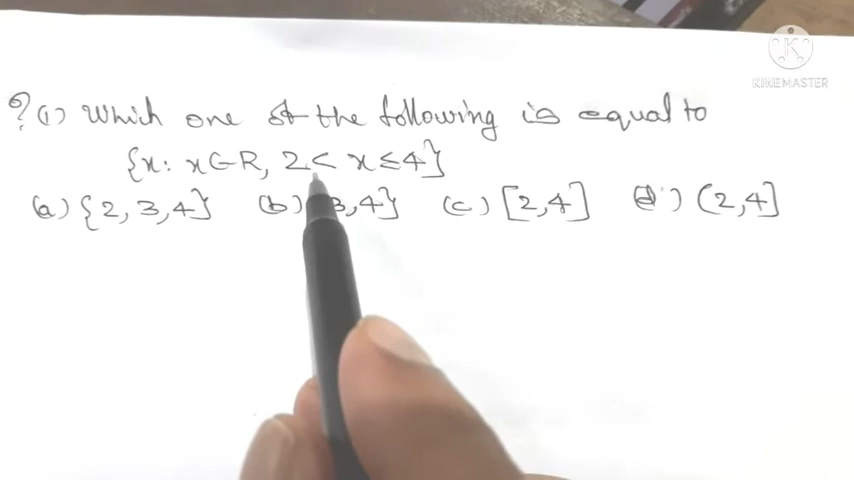 KINEMASTER
?(1) Which one of the following is equal to
{x: x∈R, 2 < x ≤ 4}
(a) {2, 3, 4} (b) 3, 4} (c) [2, 4] (d) (2, 4]